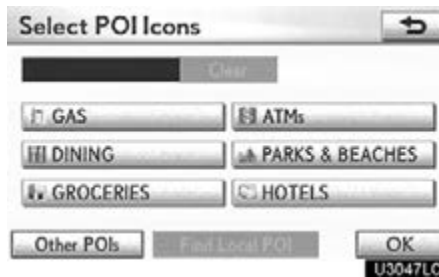 Select POI Icons
Clear
GAS
ATMs
DINING
PARKS & BEACHES
GROCERIES
HOTELS
Other POIs
Find Local POI
OK
U3047LC